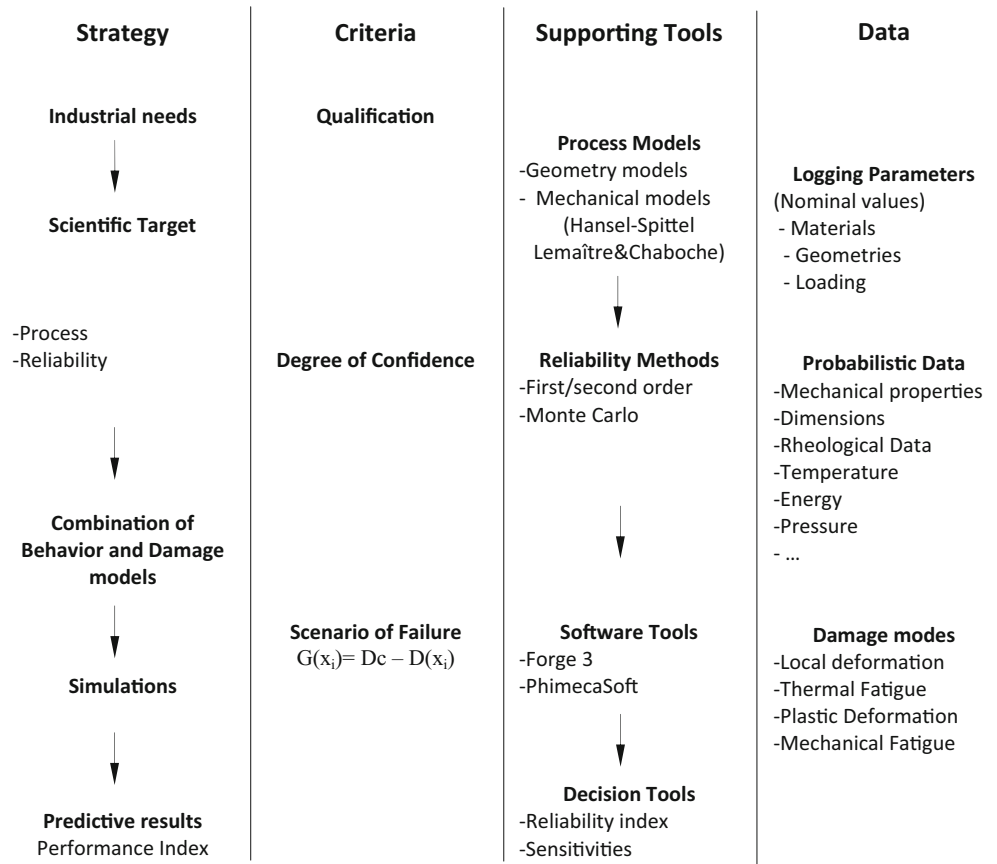 Strategy
Industrial needs
Scientific Target
-Process
-Reliability
Combination of
Behavior and Damage
models
Simulations
Predictive results
Performance Index
Criteria
Qualification
Degree of Confidence
Scenario of Failure
G(xᵢ)= Dc – D(xᵢ)
Supporting Tools
Process Models
-Geometry models
- Mechanical models
(Hansel-Spittel
Lemaître&Chaboche)
Reliability Methods
-First/second order
-Monte Carlo
Software Tools
-Forge 3
-PhimecaSoft
Decision Tools
-Reliability index
-Sensitivities
Data
Logging Parameters
(Nominal values)
- Materials
- Geometries
- Loading
Probabilistic Data
-Mechanical properties
-Dimensions
-Rheological Data
-Temperature
-Energy
-Pressure
- ...
Damage modes
-Local deformation
-Thermal Fatigue
-Plastic Deformation
-Mechanical Fatigue